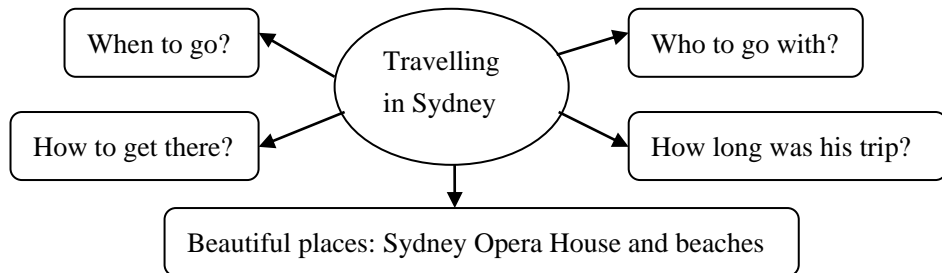 When to go?
Who to go with?
Travelling
in Sydney
How to get there?
How long was his trip?
Beautiful places: Sydney Opera House and beaches